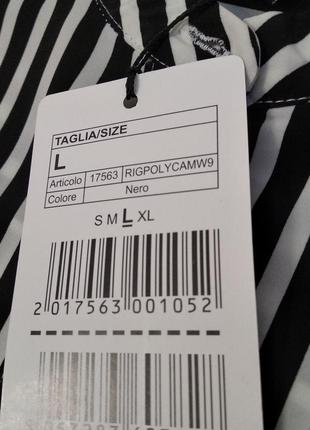 TAGLIA/SIZE
L
Articolo 17563 RIGPOLYCAMW9
Colore Nero
S M L XL
2 017563 001052